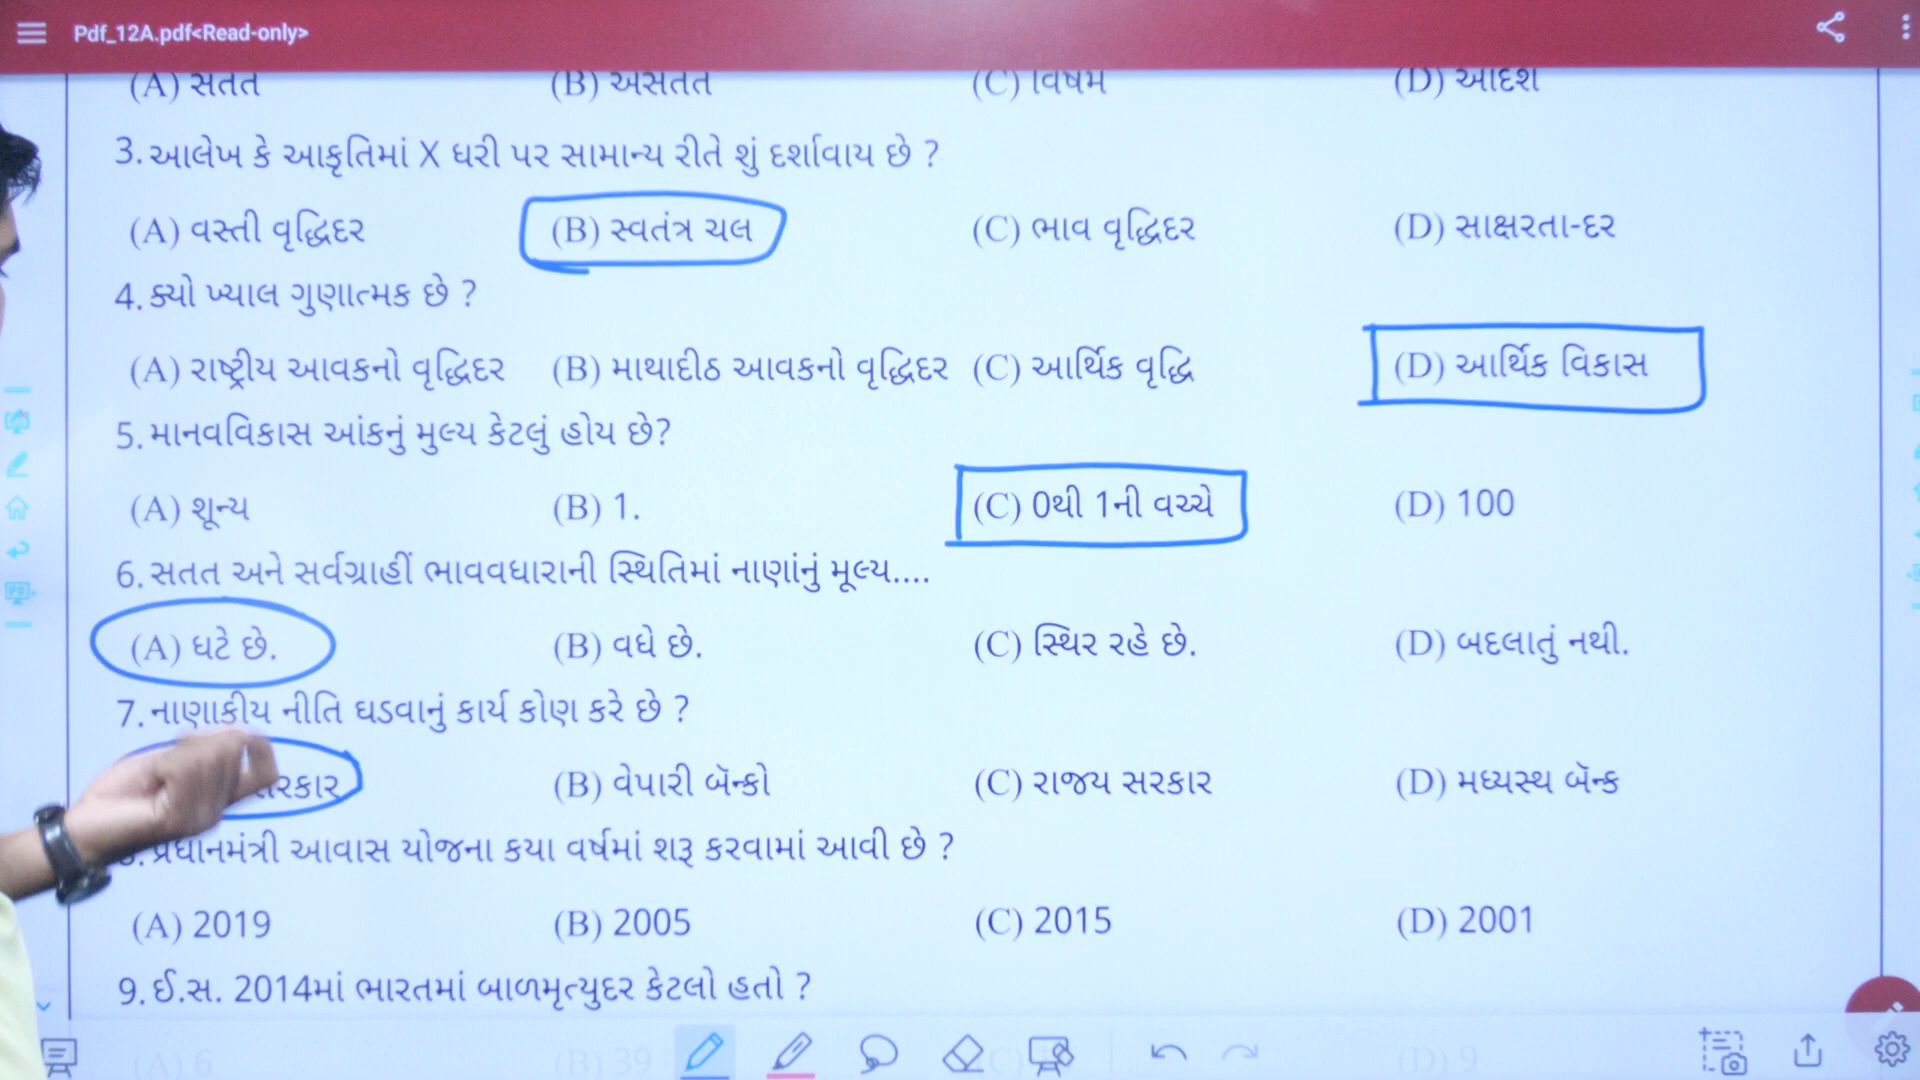 Pdf_12A.pdf<Read-only>
(A) સતત (B) અસતત (C) વિષમ (D) આદર્શ
3. આલેખ કે આકૃતિમાં X ધરી પર સામાન્ય રીતે શું દર્શાવાય છે ?
(A) વસ્તી વૃદ્ધિદર (B) સ્વતંત્ર ચલ (C) ભાવ વૃદ્ધિદર (D) સાક્ષરતા-દર
4. ક્યો ખ્યાલ ગુણાત્મક છે ?
(A) રાષ્ટ્રીય આવકનો વૃદ્ધિદર (B) માથાદીઠ આવકનો વૃદ્ધિદર (C) આર્થિક વૃદ્ધિ (D) આર્થિક વિકાસ
5. માનવવિકાસ આંકનું મુલ્ય કેટલું હોય છે?
(A) શૂન્ય (B) 1. (C) 0થી 1ની વચ્ચે (D) 100
6. સતત અને સર્વગ્રાહીં ભાવવધારાની સ્થિતિમાં નાણાંનું મૂલ્ય....
(A) ઘટે છે. (B) વધે છે. (C) સ્થિર રહે છે. (D) બદલાતું નથી.
7. નાણાકીય નીતિ ઘડવાનું કાર્ય કોણ કરે છે ?
(B) વેપારી બૅન્કો (C) રાજ્ય સરકાર (D) મધ્યસ્થ બૅન્ક
પ્રધાનમંત્રી આવાસ યોજના કયા વર્ષમાં શરૂ કરવામાં આવી છે ?
(A) 2019 (B) 2005 (C) 2015 (D) 2001
9. ઈ.સ. 2014માં ભારતમાં બાળમૃત્યુદર કેટલો હતો ?
(A) 6 (B) 39 (D) 9